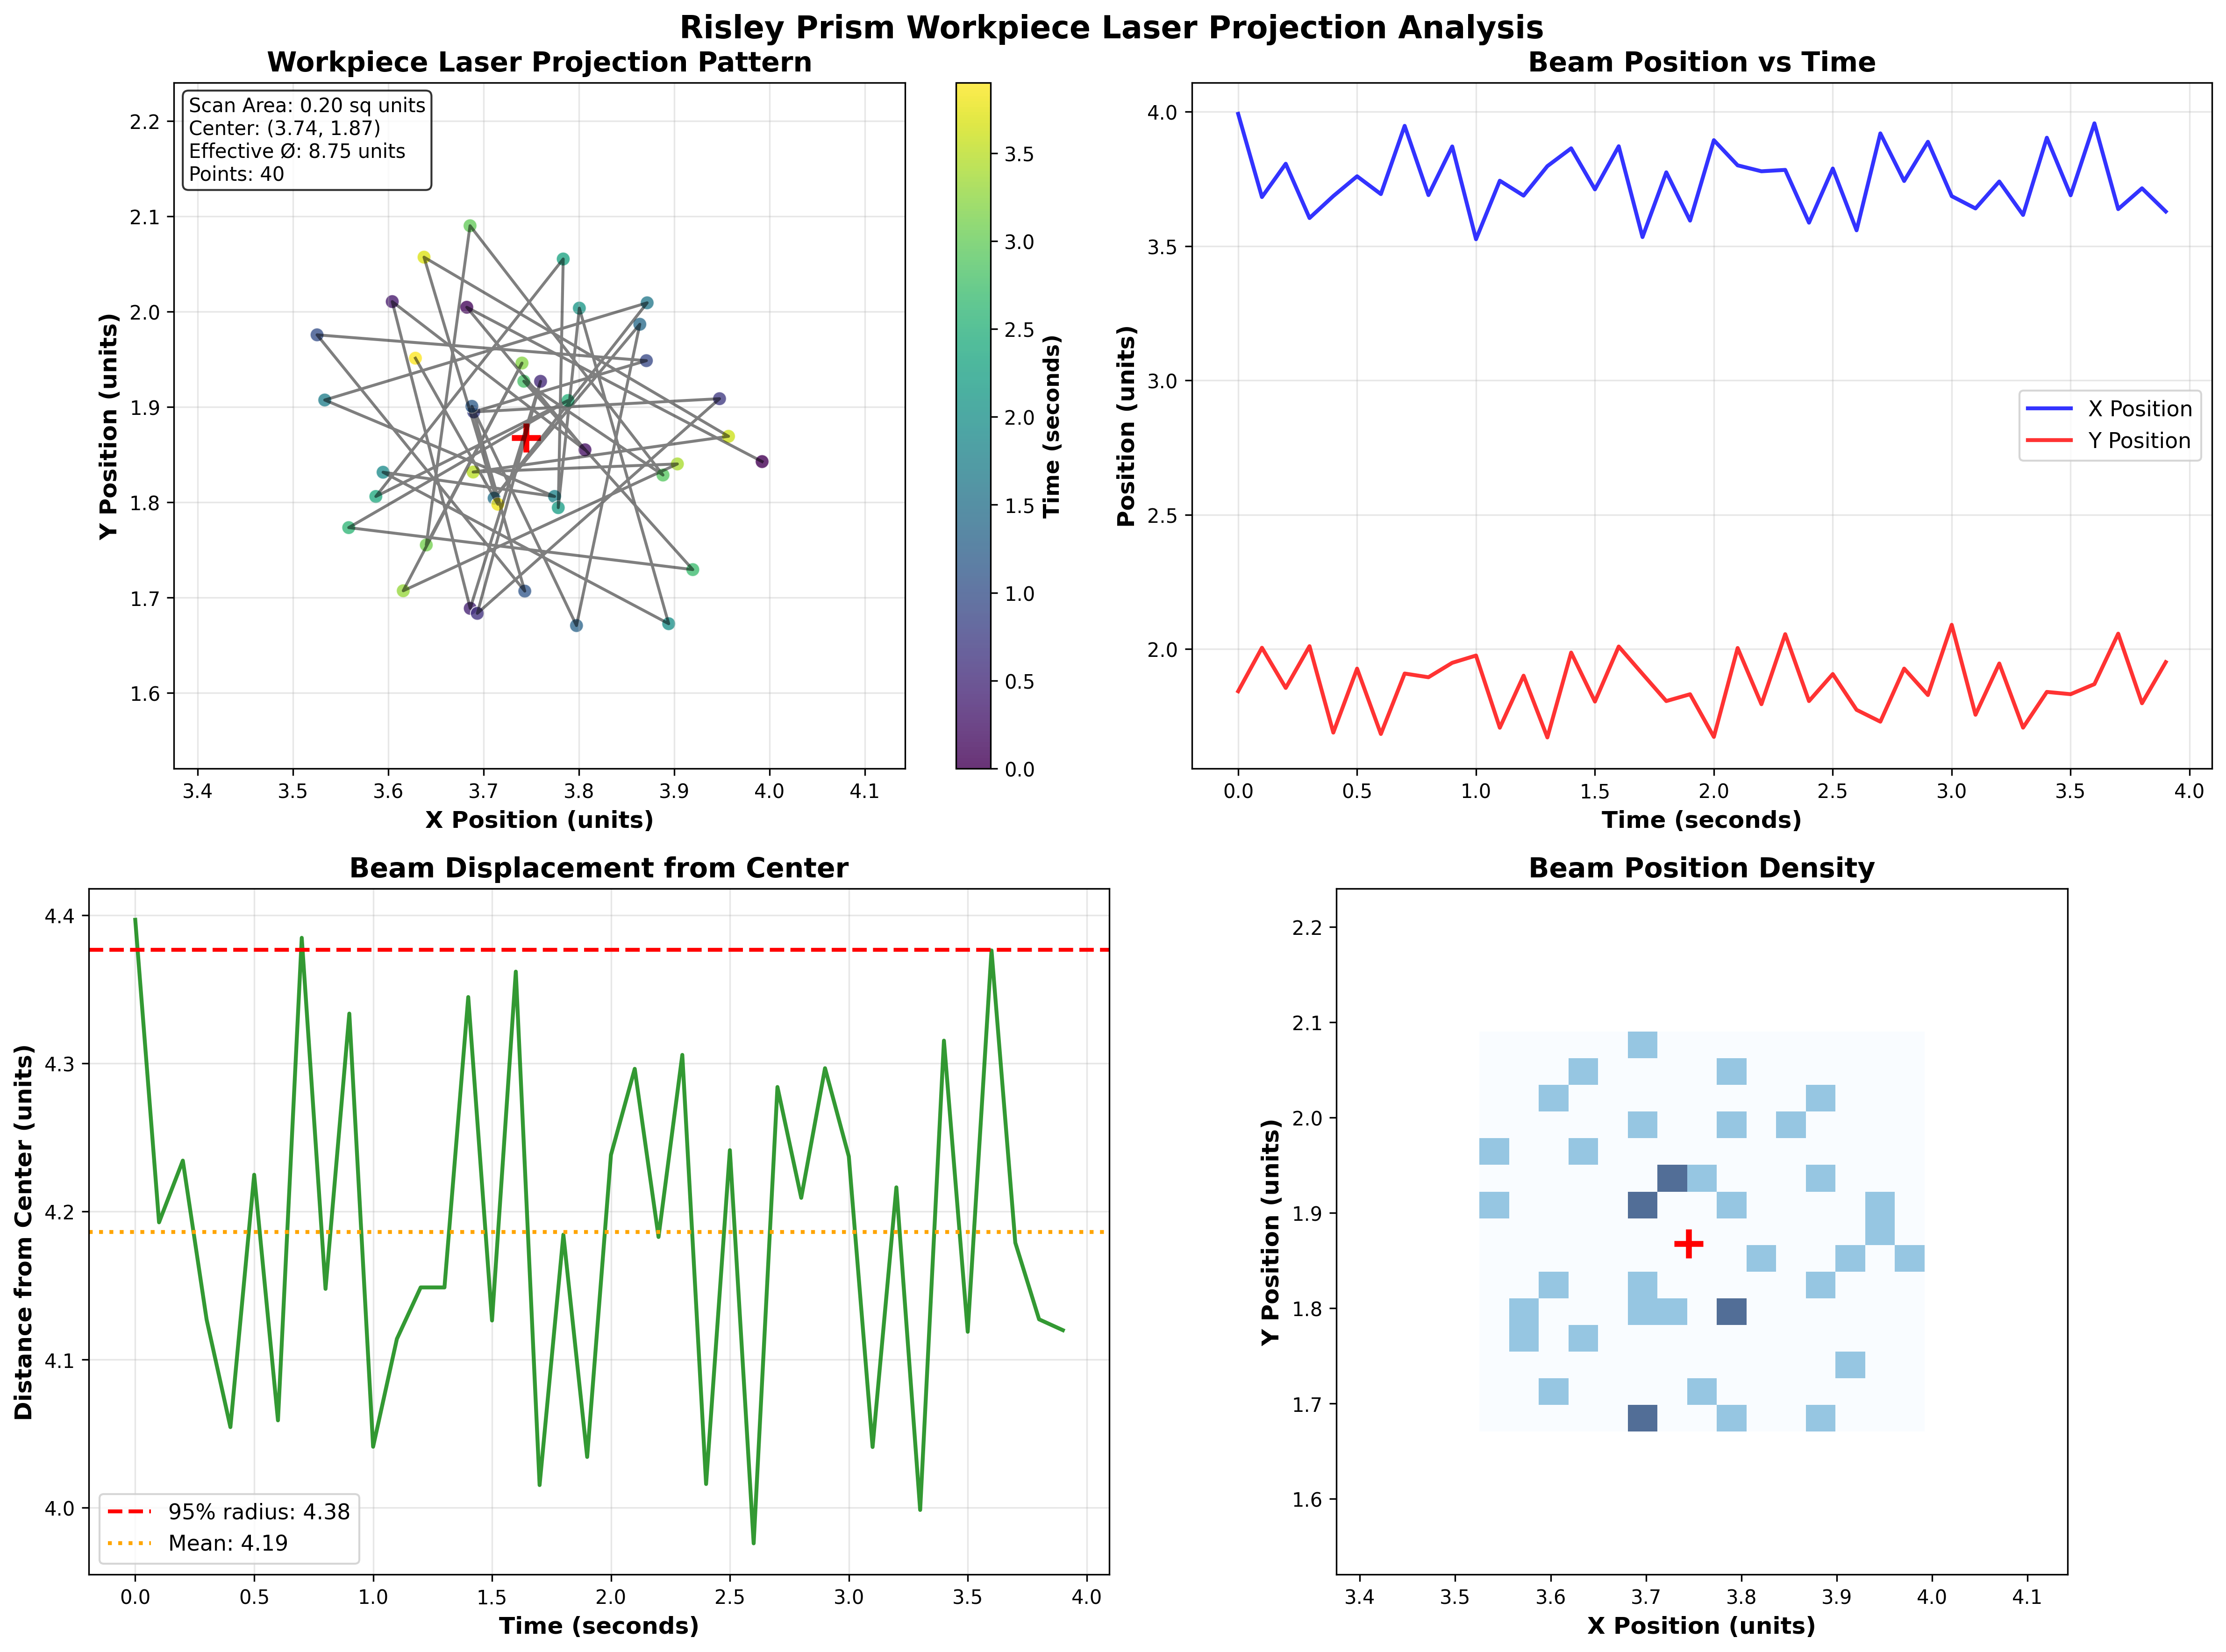 Risley Prism Workpiece Laser Projection Analysis
Workpiece Laser Projection Pattern
Scan Area: 0.20 sq units
Center: (3.74, 1.87)
Effective Ø: 8.75 units
Points: 40
Y Position (units)
2.2
2.1
2.0
1.9
1.8
1.7
1.6
3.4 3.5 3.6 3.7 3.8 3.9 4.0 4.1
X Position (units)
3.5
3.0
2.5
2.0
1.5
1.0
0.5
0.0
Time (seconds)
Beam Position vs Time
Position (units)
4.0
3.5
3.0
2.5
2.0
X Position
Y Position
0.0 0.5 1.0 1.5 2.0 2.5 3.0 3.5 4.0
Time (seconds)
Beam Displacement from Center
Distance from Center (units)
4.4
4.3
4.2
4.1
4.0
95% radius: 4.38
Mean: 4.19
0.0 0.5 1.0 1.5 2.0 2.5 3.0 3.5 4.0
Time (seconds)
Beam Position Density
Y Position (units)
2.2
2.1
2.0
1.9
1.8
1.7
1.6
3.4 3.5 3.6 3.7 3.8 3.9 4.0 4.1
X Position (units)